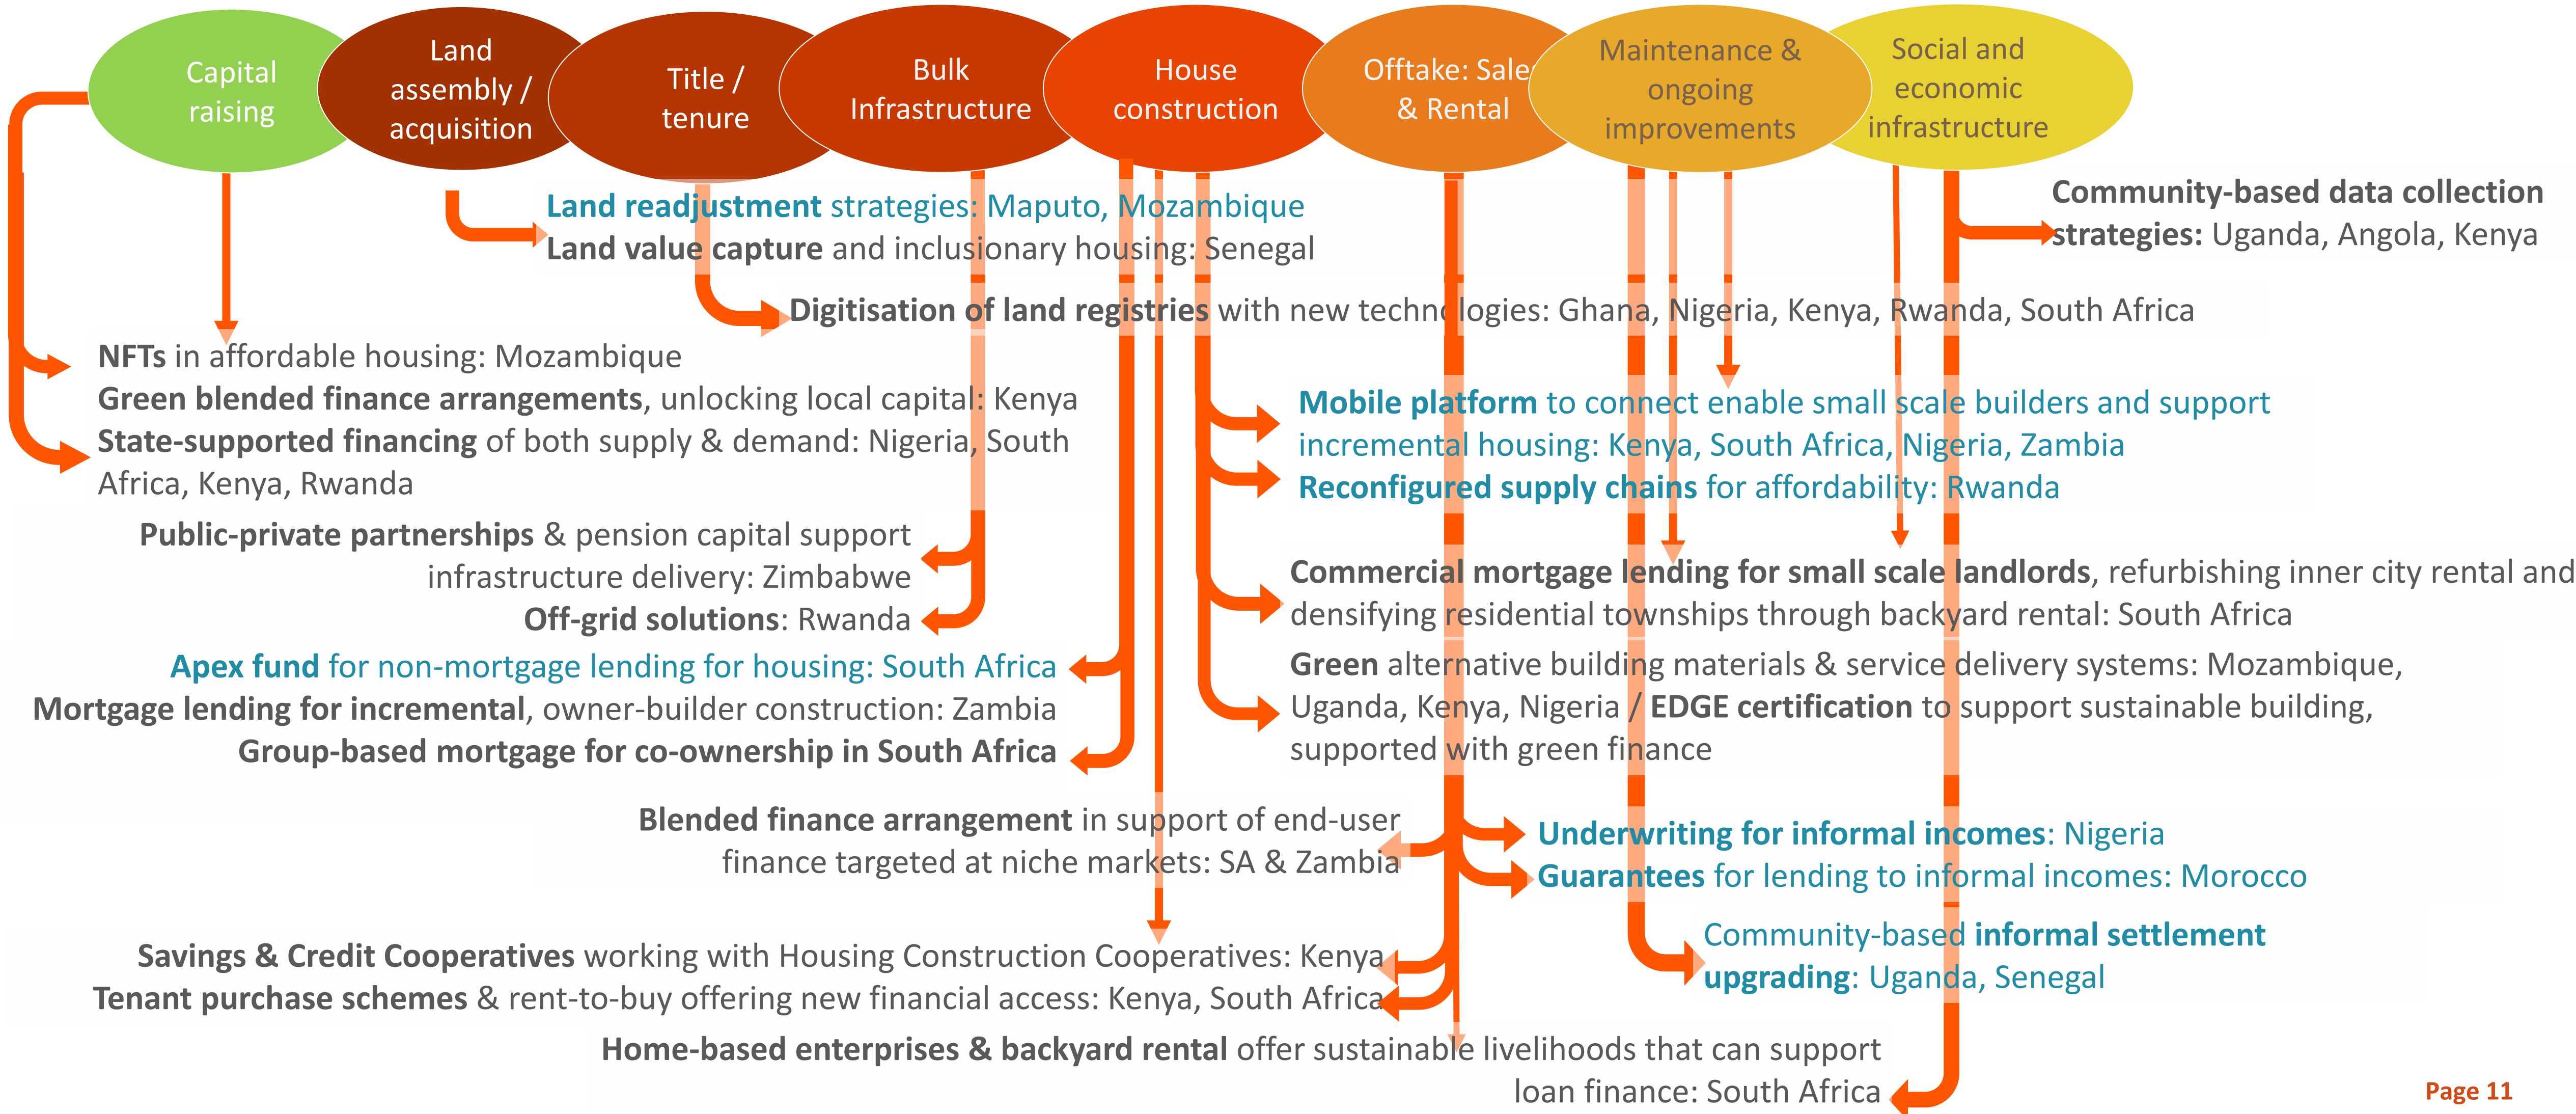 Capital
raising
Land
assembly /
acquisition
Title /
tenure
Bulk
Infrastructure
House
construction
Offtake: Sale
& Rental
Maintenance &
ongoing
improvements
Social and
economic
infrastructure
Land readjustment strategies: Maputo, Mozambique
Land value capture and inclusionary housing: Senegal
Community-based data collection
strategies: Uganda, Angola, Kenya
Digitisation of land registries with new technologies: Ghana, Nigeria, Kenya, Rwanda, South Africa
NFTs in affordable housing: Mozambique
Green blended finance arrangements, unlocking local capital: Kenya
State-supported financing of both supply & demand: Nigeria, South
Africa, Kenya, Rwanda
Mobile platform to connect enable small scale builders and support
incremental housing: Kenya, South Africa, Nigeria, Zambia
Reconfigured supply chains for affordability: Rwanda
Public-private partnerships & pension capital support
infrastructure delivery: Zimbabwe
Off-grid solutions: Rwanda
Commercial mortgage lending for small scale landlords, refurbishing inner city rental and
densifying residential townships through backyard rental: South Africa
Apex fund for non-mortgage lending for housing: South Africa
Mortgage lending for incremental, owner-builder construction: Zambia
Group-based mortgage for co-ownership in South Africa
Green alternative building materials & service delivery systems: Mozambique,
Uganda, Kenya, Nigeria / EDGE certification to support sustainable building,
supported with green finance
Blended finance arrangement in support of end-user
finance targeted at niche markets: SA & Zambia
Underwriting for informal incomes: Nigeria
Guarantees for lending to informal incomes: Morocco
Community-based informal settlement
upgrading: Uganda, Senegal
Savings & Credit Cooperatives working with Housing Construction Cooperatives: Kenya
Tenant purchase schemes & rent-to-buy offering new financial access: Kenya, South Africa
Home-based enterprises & backyard rental offer sustainable livelihoods that can support
loan finance: South Africa
Page 11